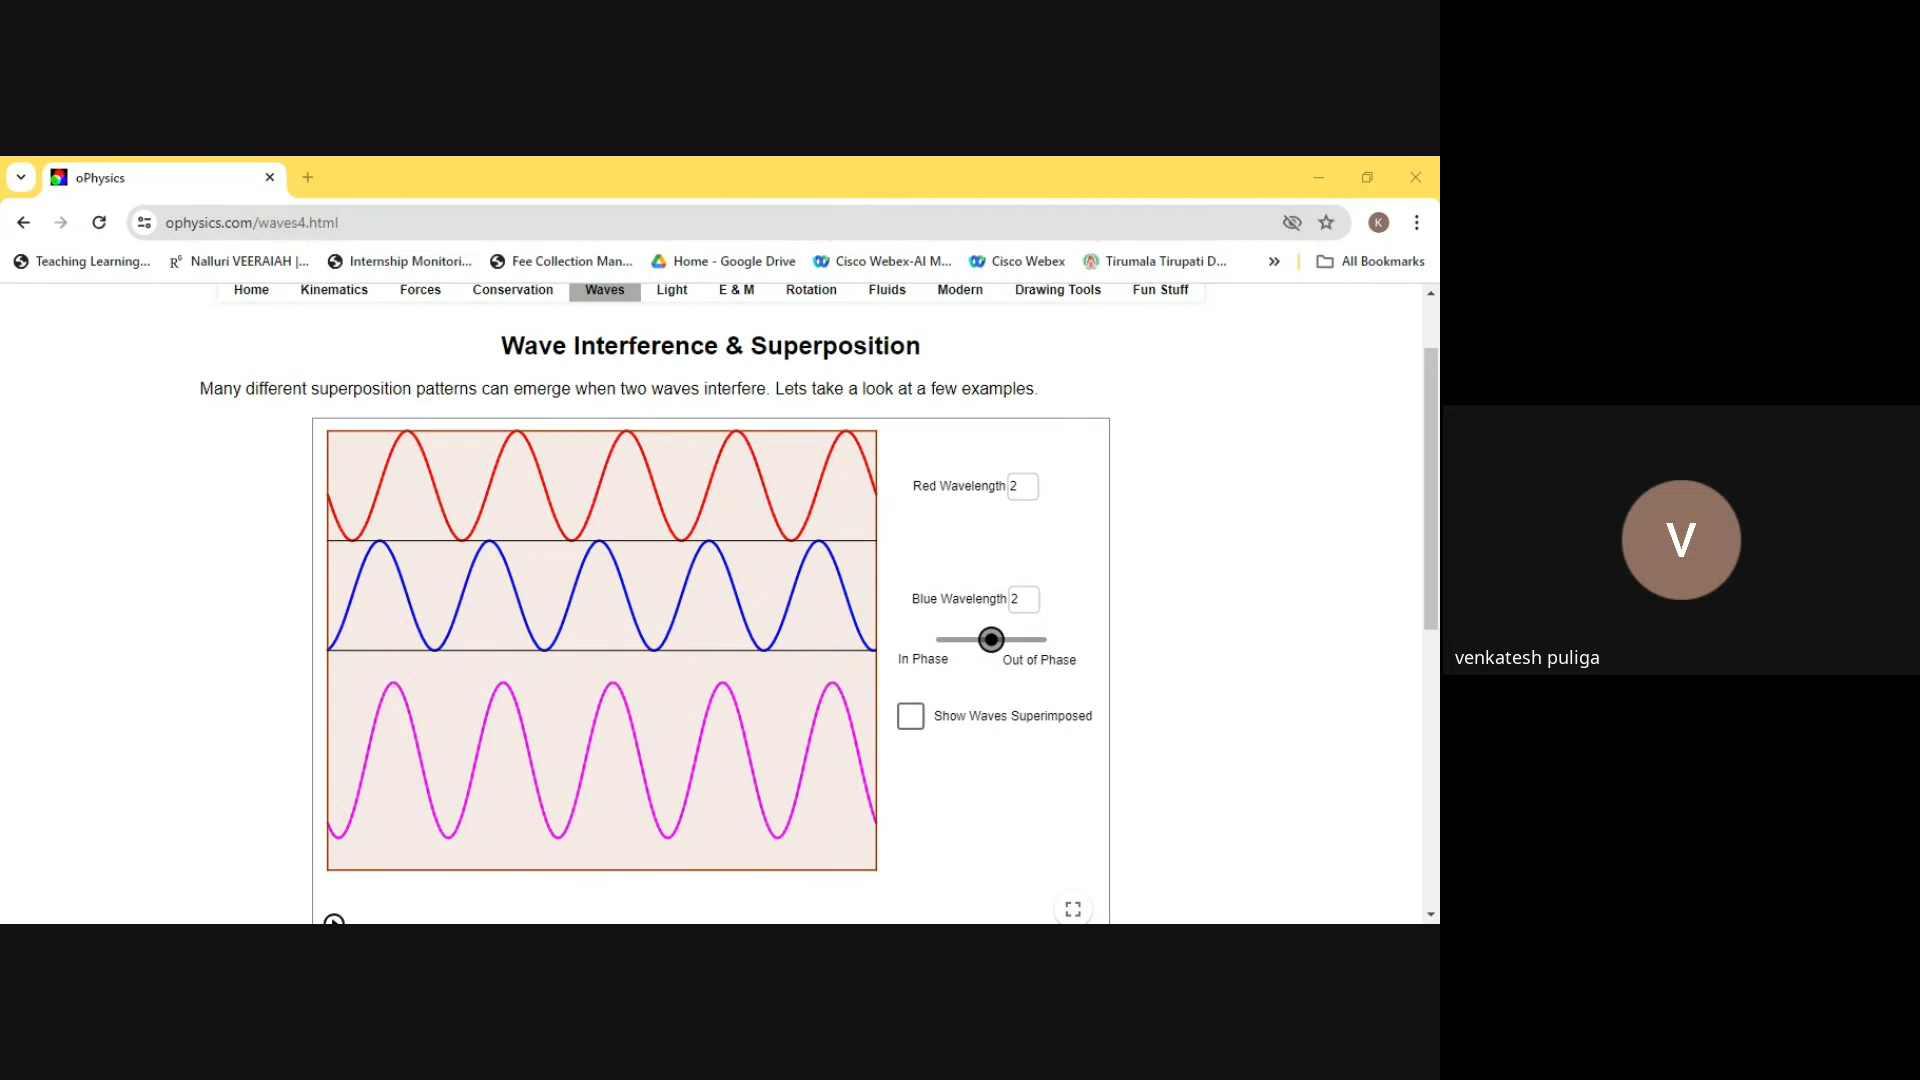 oPhysics
ophysics.com/waves4.html
K
Teaching Learning... Nalluri VEERAIAH |... Internship Monitori... Fee Collection Man... Home - Google Drive Cisco Webex-AI M... Cisco Webex Tirumala Tirupati D... » All Bookmarks
Home Kinematics Forces Conservation Waves Light E & M Rotation Fluids Modern Drawing Tools Fun Stuff
Wave Interference & Superposition
Many different superposition patterns can emerge when two waves interfere. Lets take a look at a few examples.
Red Wavelength 2
Blue Wavelength 2
In Phase Out of Phase
Show Waves Superimposed
V
venkatesh puliga